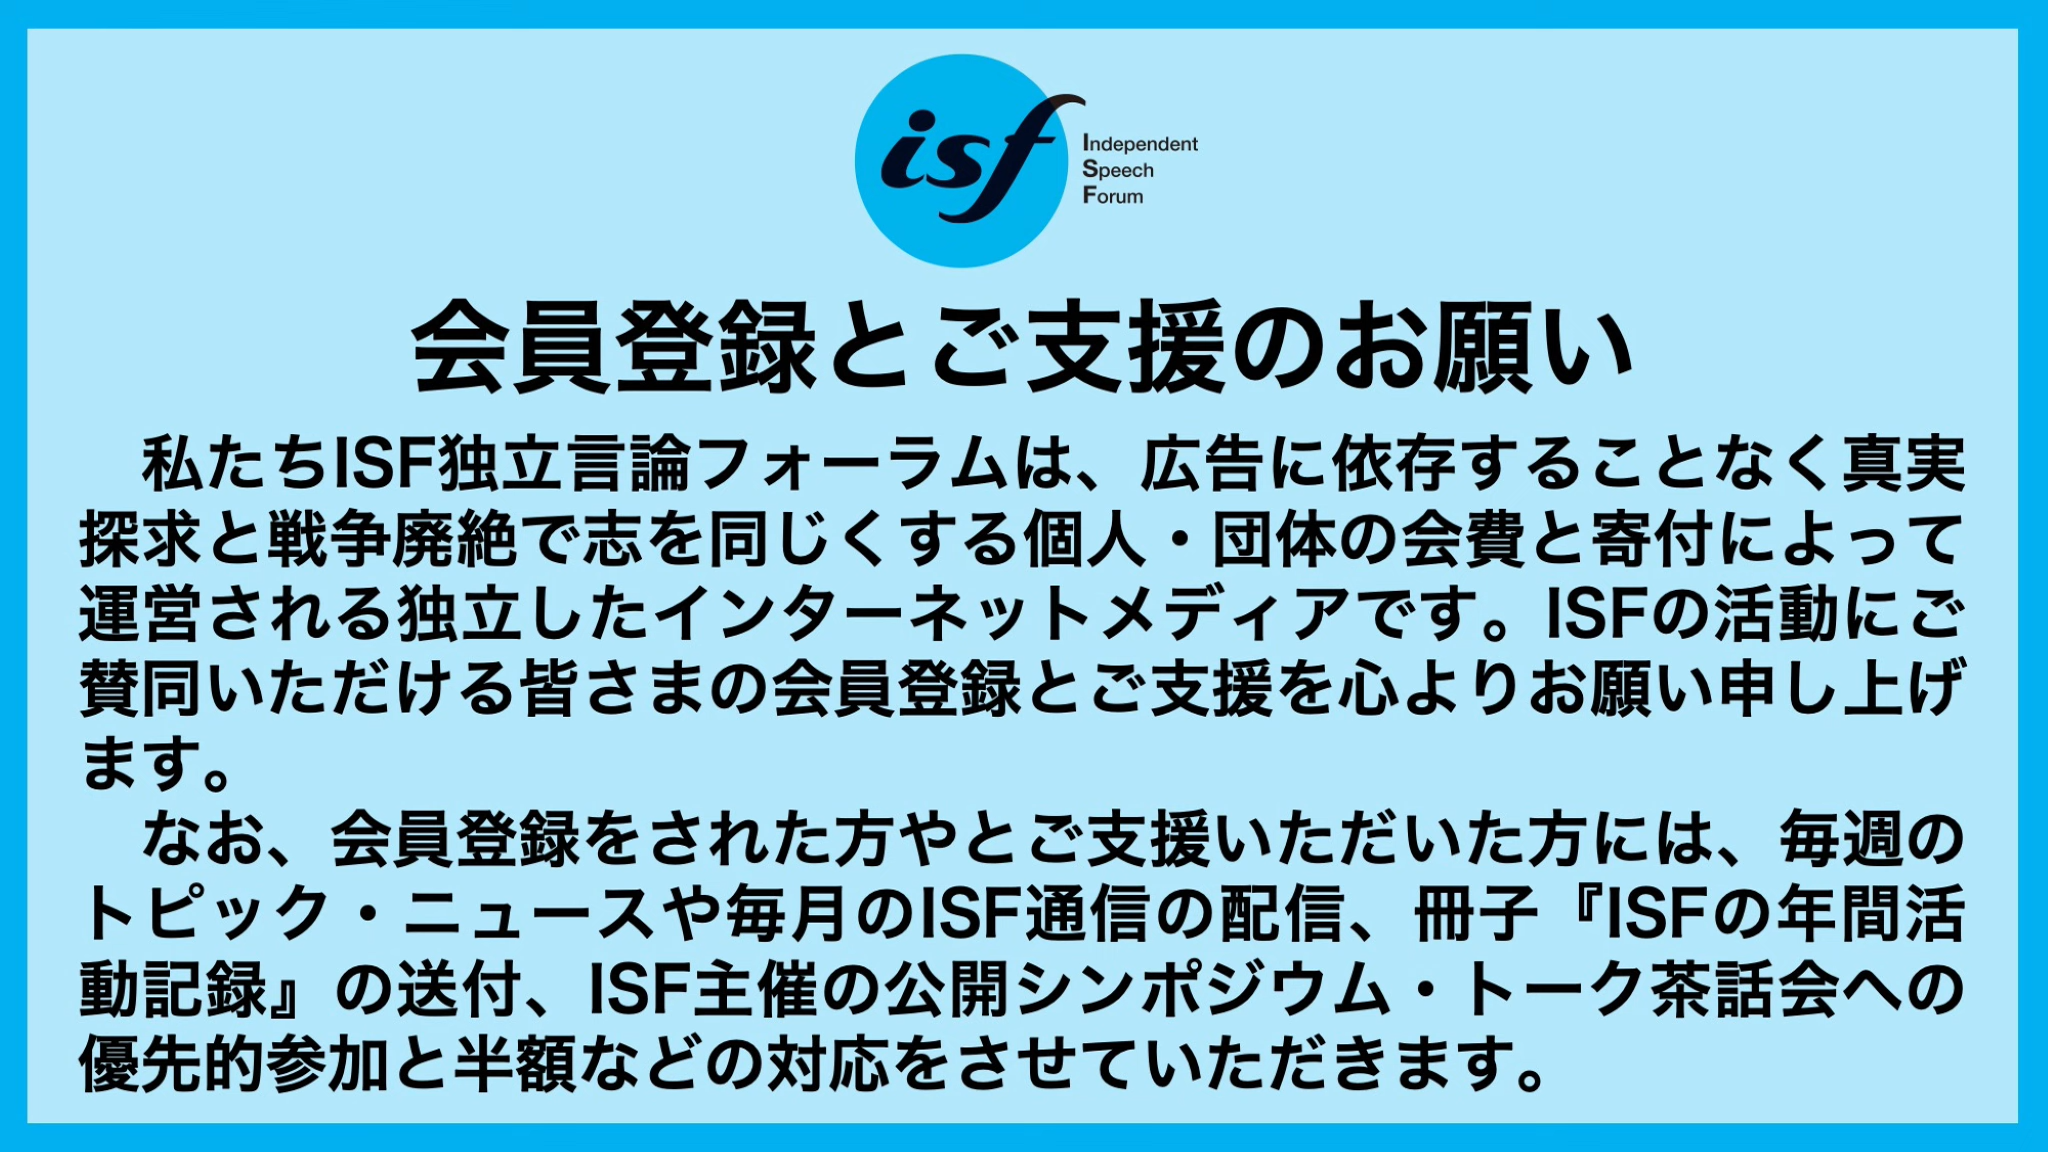 isf
Independent
Speech
Forum
会員登録とご支援のお願い
　私たちISF独立言論フォーラムは、広告に依存することなく真実
探求と戦争廃絶で志を同じくする個人・団体の会費と寄付によって
運営される独立したインターネットメディアです。ISFの活動にご
賛同いただける皆さまの会員登録とご支援を心よりお願い申し上げ
ます。
　なお、会員登録をされた方やとご支援いただいた方には、毎週の
トピック・ニュースや毎月のISF通信の配信、冊子『ISFの年間活
動記録』の送付、ISF主催の公開シンポジウム・トーク茶話会への
優先的参加と半額などの対応をさせていただきます。